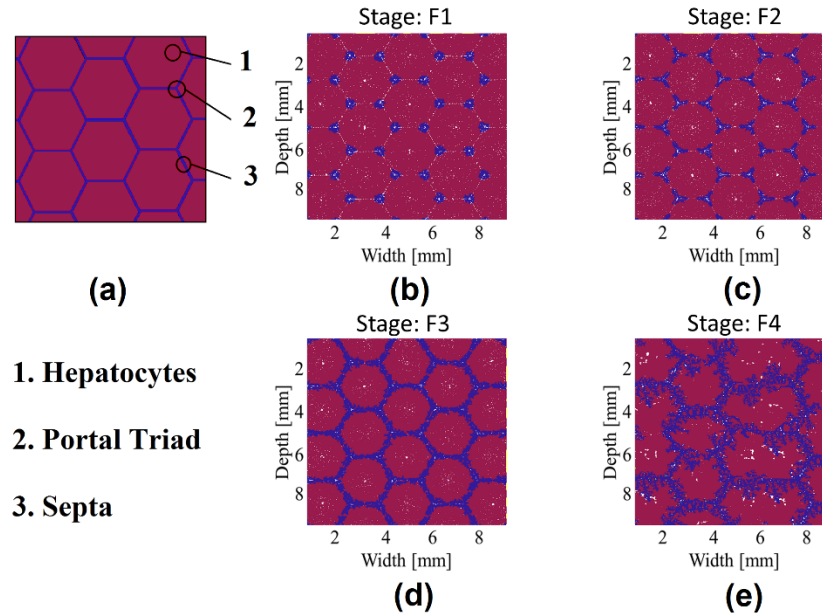 Stage: F1
Stage: F2
1
2
3
Depth [mm]
2
4
6
8
2 4 6 8
Width [mm]
Depth [mm]
2
4
6
8
2 4 6 8
Width [mm]
(a)
(b)
(c)
Stage: F3
Stage: F4
1. Hepatocytes
2. Portal Triad
3. Septa
Depth [mm]
2
4
6
8
2 4 6 8
Width [mm]
Depth [mm]
2
4
6
8
2 4 6 8
Width [mm]
(d)
(e)